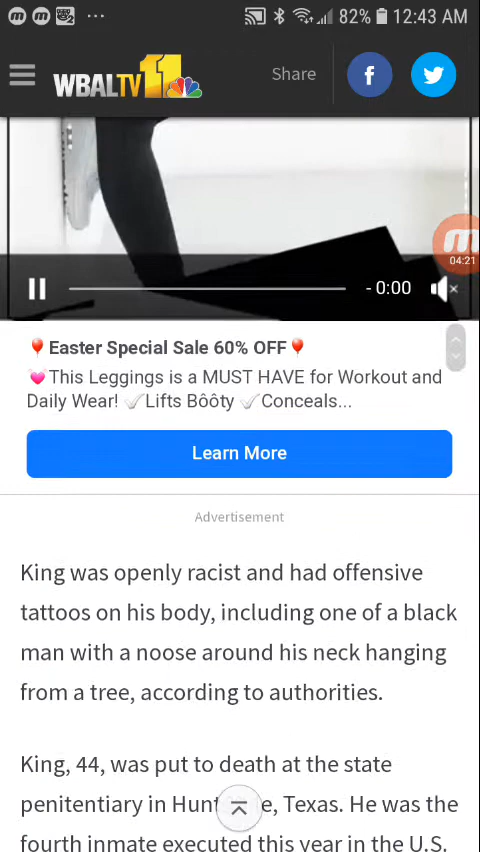 82% 12:43 AM
WBALTV 11
Share
04:21
- 0:00
Easter Special Sale 60% OFF
This Leggings is a MUST HAVE for Workout and
Daily Wear! Lifts Bôôty Conceals...
Learn More
Advertisement
King was openly racist and had offensive
tattoos on his body, including one of a black
man with a noose around his neck hanging
from a tree, according to authorities.
King, 44, was put to death at the state
penitentiary in Hunt e, Texas. He was the
fourth inmate executed this year in the U.S.